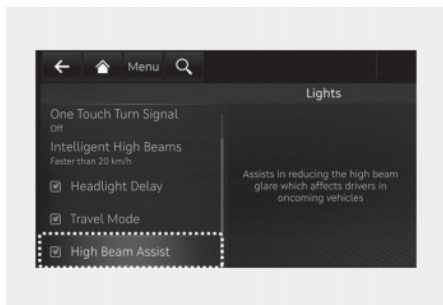 Menu
Lights
One Touch Turn Signal
Off
Intelligent High Beams
Faster than 20 km/h
Headlight Delay
Travel Mode
High Beam Assist
Assists in reducing the high beam
glare which affects drivers in
oncoming vehicles